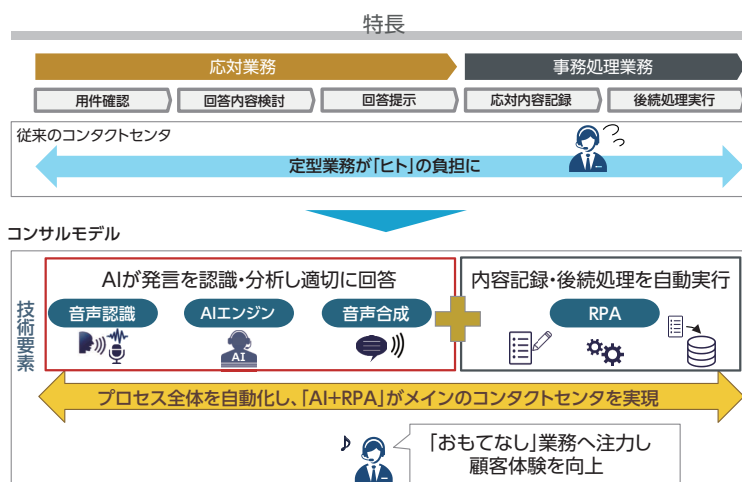 特長
応対業務
事務処理業務
用件確認
回答内容検討
回答提示
応対内容記録
後続処理実行
従来のコンタクトセンタ
定型業務が｢ヒト｣の負担に
コンサルモデル
技術要素
AIが発言を認識・分析し適切に回答
内容記録・後続処理を自動実行
音声認識
AIエンジン
音声合成
RPA
AI
プロセス全体を自動化し、｢AI+RPA｣がメインのコンタクトセンタを実現
｢おもてなし｣業務へ注力し
顧客体験を向上